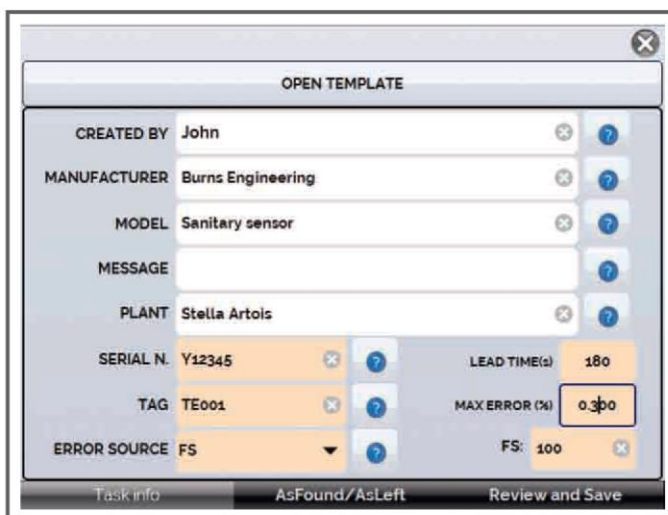 OPEN TEMPLATE
CREATED BY John ?
MANUFACTURER Burns Engineering ?
MODEL Sanitary sensor ?
MESSAGE ?
PLANT Stella Artois ?
SERIAL N. Y12345 ? LEAD TIME(s) 180
TAG TE001 ? MAX ERROR (%) 0.300
ERROR SOURCE FS ? FS: 100
Task info AsFound/AsLeft Review and Save